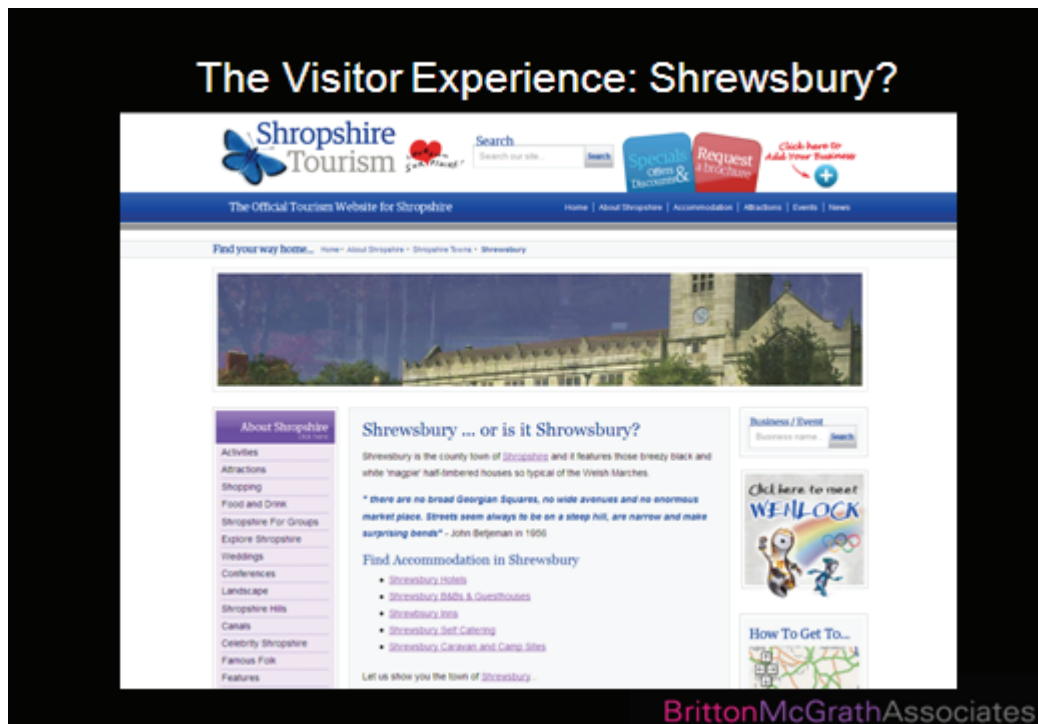 The Visitor Experience: Shrewsbury?
Shropshire
Tourism
Search
Search our site...
Search
Specials
Offers &
Discounts
Request
a brochure
Click here to
Add Your Business
The Official Tourism Website for Shropshire
Home | About Shropshire | Accommodation | Attractions | Events | News
Find your way home...
Home • About Shropshire • Shropshire Towns • Shrewsbury
About Shropshire
click here
Activities
Attractions
Shopping
Food and Drink
Shropshire For Groups
Explore Shropshire
Weddings
Conferences
Landscape
Shropshire Hills
Canals
Celebrity Shropshire
Famous Folk
Features
Shrewsbury ... or is it Shrowsbury?
Shrewsbury is the county town of Shropshire and it features those breezy black and
white 'magpie' half-timbered houses so typical of the Welsh Marches.
" there are no broad Georgian Squares, no wide avenues and no enormous
market place. Streets seem always to be on a steep hill, are narrow and make
surprising bends" - John Betjeman in 1956
Find Accommodation in Shrewsbury
Shrewsbury Hotels
Shrewsbury B&Bs & Guesthouses
Shrewsbury Inns
Shrewsbury Self Catering
Shrewsbury Caravan and Camp Sites
Let us show you the town of Shrewsbury...
Business / Event
Business name...
Search
Click here to meet
WENLOCK
How To Get To...
BrittonMcGrathAssociates